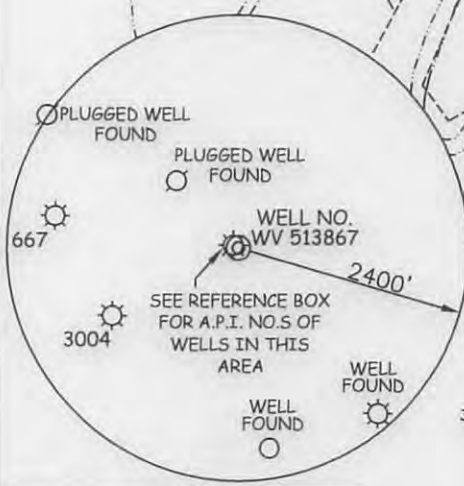 PLUGGED WELL
FOUND
PLUGGED WELL
FOUND
667
WELL NO.
WV 513867
2400'
SEE REFERENCE BOX
FOR A.P.I. NO.S OF
WELLS IN THIS
AREA
3004
WELL
FOUND
WELL
FOUND